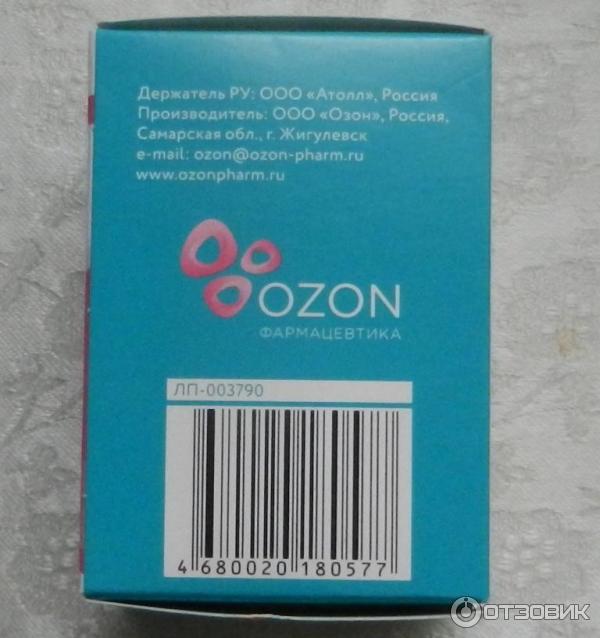 Держатель РУ: ООО «Атолл», Россия
Производитель: ООО «Озон», Россия,
Самарская обл., г. Жигулевск
e-mail: ozon@ozon-pharm.ru
www.ozonpharm.ru
OZON
ФАРМАЦЕВТИКА
ЛП-003790
4 680020 180577
ОТЗОВИК